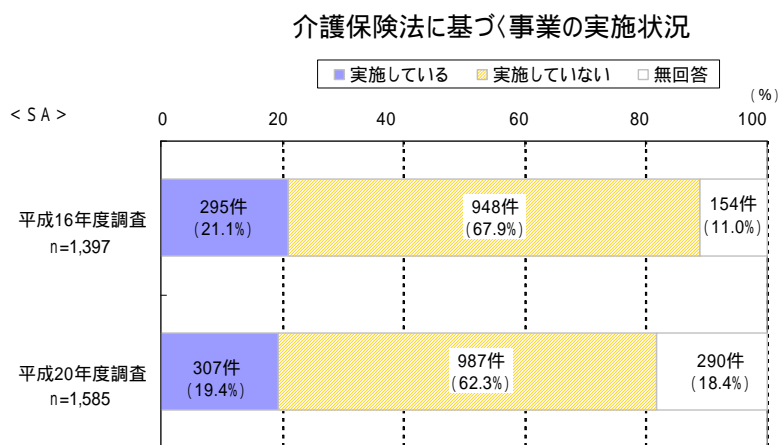 介護保険法に基づく事業の実施状況
実施している 実施していない 無回答
(%)
<SA>
0 20 40 60 80 100
平成16年度調査
n=1,397
295件
(21.1%)
948件
(67.9%)
154件
(11.0%)
平成20年度調査
n=1,585
307件
(19.4%)
987件
(62.3%)
290件
(18.4%)